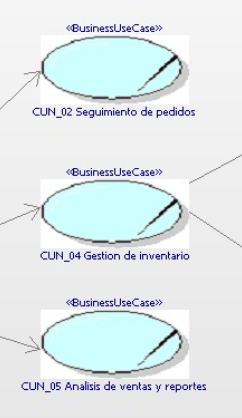 «BusinessUseCase»
CUN_02 Seguimiento de pedidos
«BusinessUseCase»
CUN_04 Gestion de inventario
«BusinessUseCase»
CUN_05 Analisis de ventas y reportes